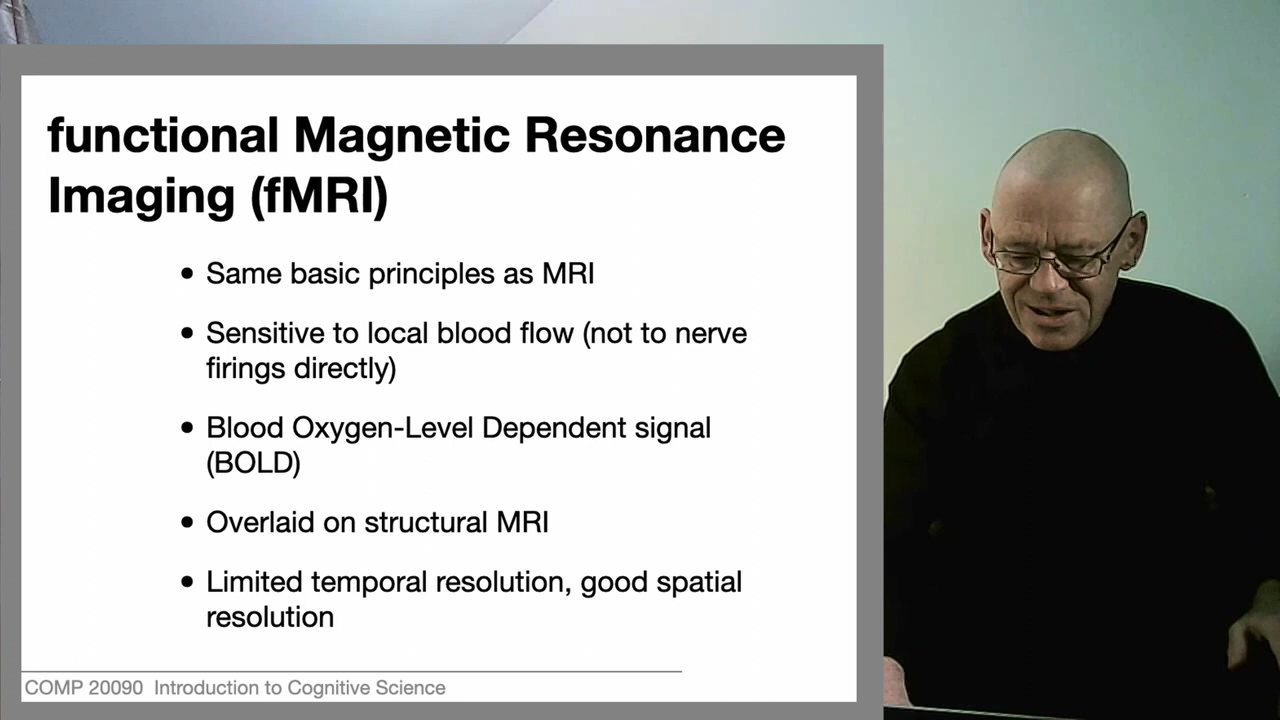 functional Magnetic Resonance
Imaging (fMRI)
• Same basic principles as MRI
• Sensitive to local blood flow (not to nerve
firings directly)
• Blood Oxygen-Level Dependent signal
(BOLD)
• Overlaid on structural MRI
• Limited temporal resolution, good spatial
resolution
COMP 20090 Introduction to Cognitive Science